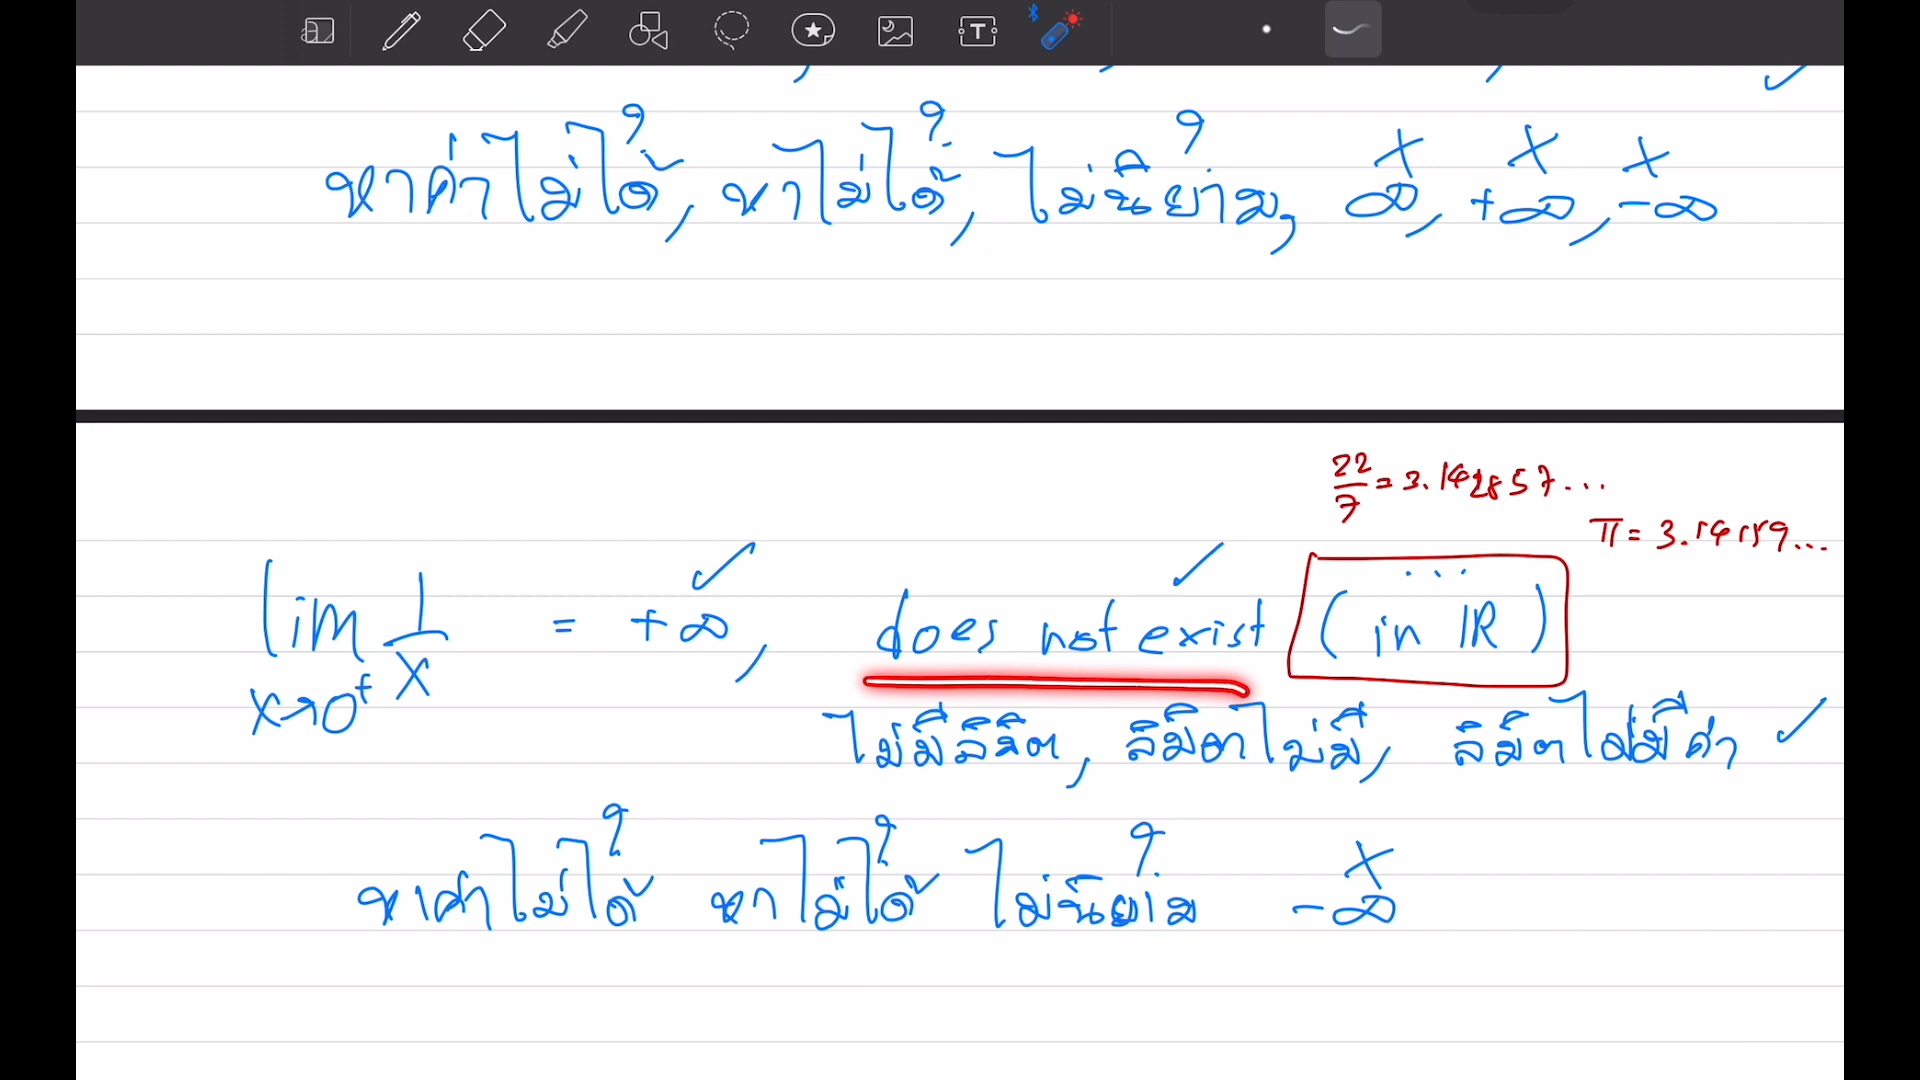 หาค่าไม่ได้?, หาไม่ได้?, ไม่นิยาม?, ∞ ×, +∞ ×, -∞ ×
22/7 = 3.142857...
π = 3.14159...
lim x→0⁺ 1/x = +∞ ✓, does not exist ✓ (in ℝ)
ไม่มีลิมิต, ลิมิตไม่มี, ลิมิตไม่มีค่า ✓
หาค่าไม่ได้? หาไม่ได้? ไม่นิยาม? -∞ ×